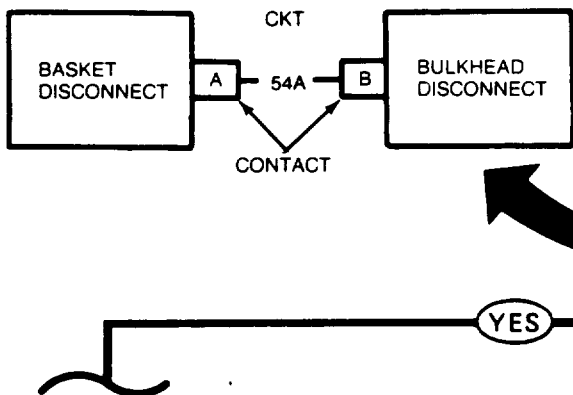 CKT
BASKET
DISCONNECT
A
54A
B
BULKHEAD
DISCONNECT
CONTACT
YES